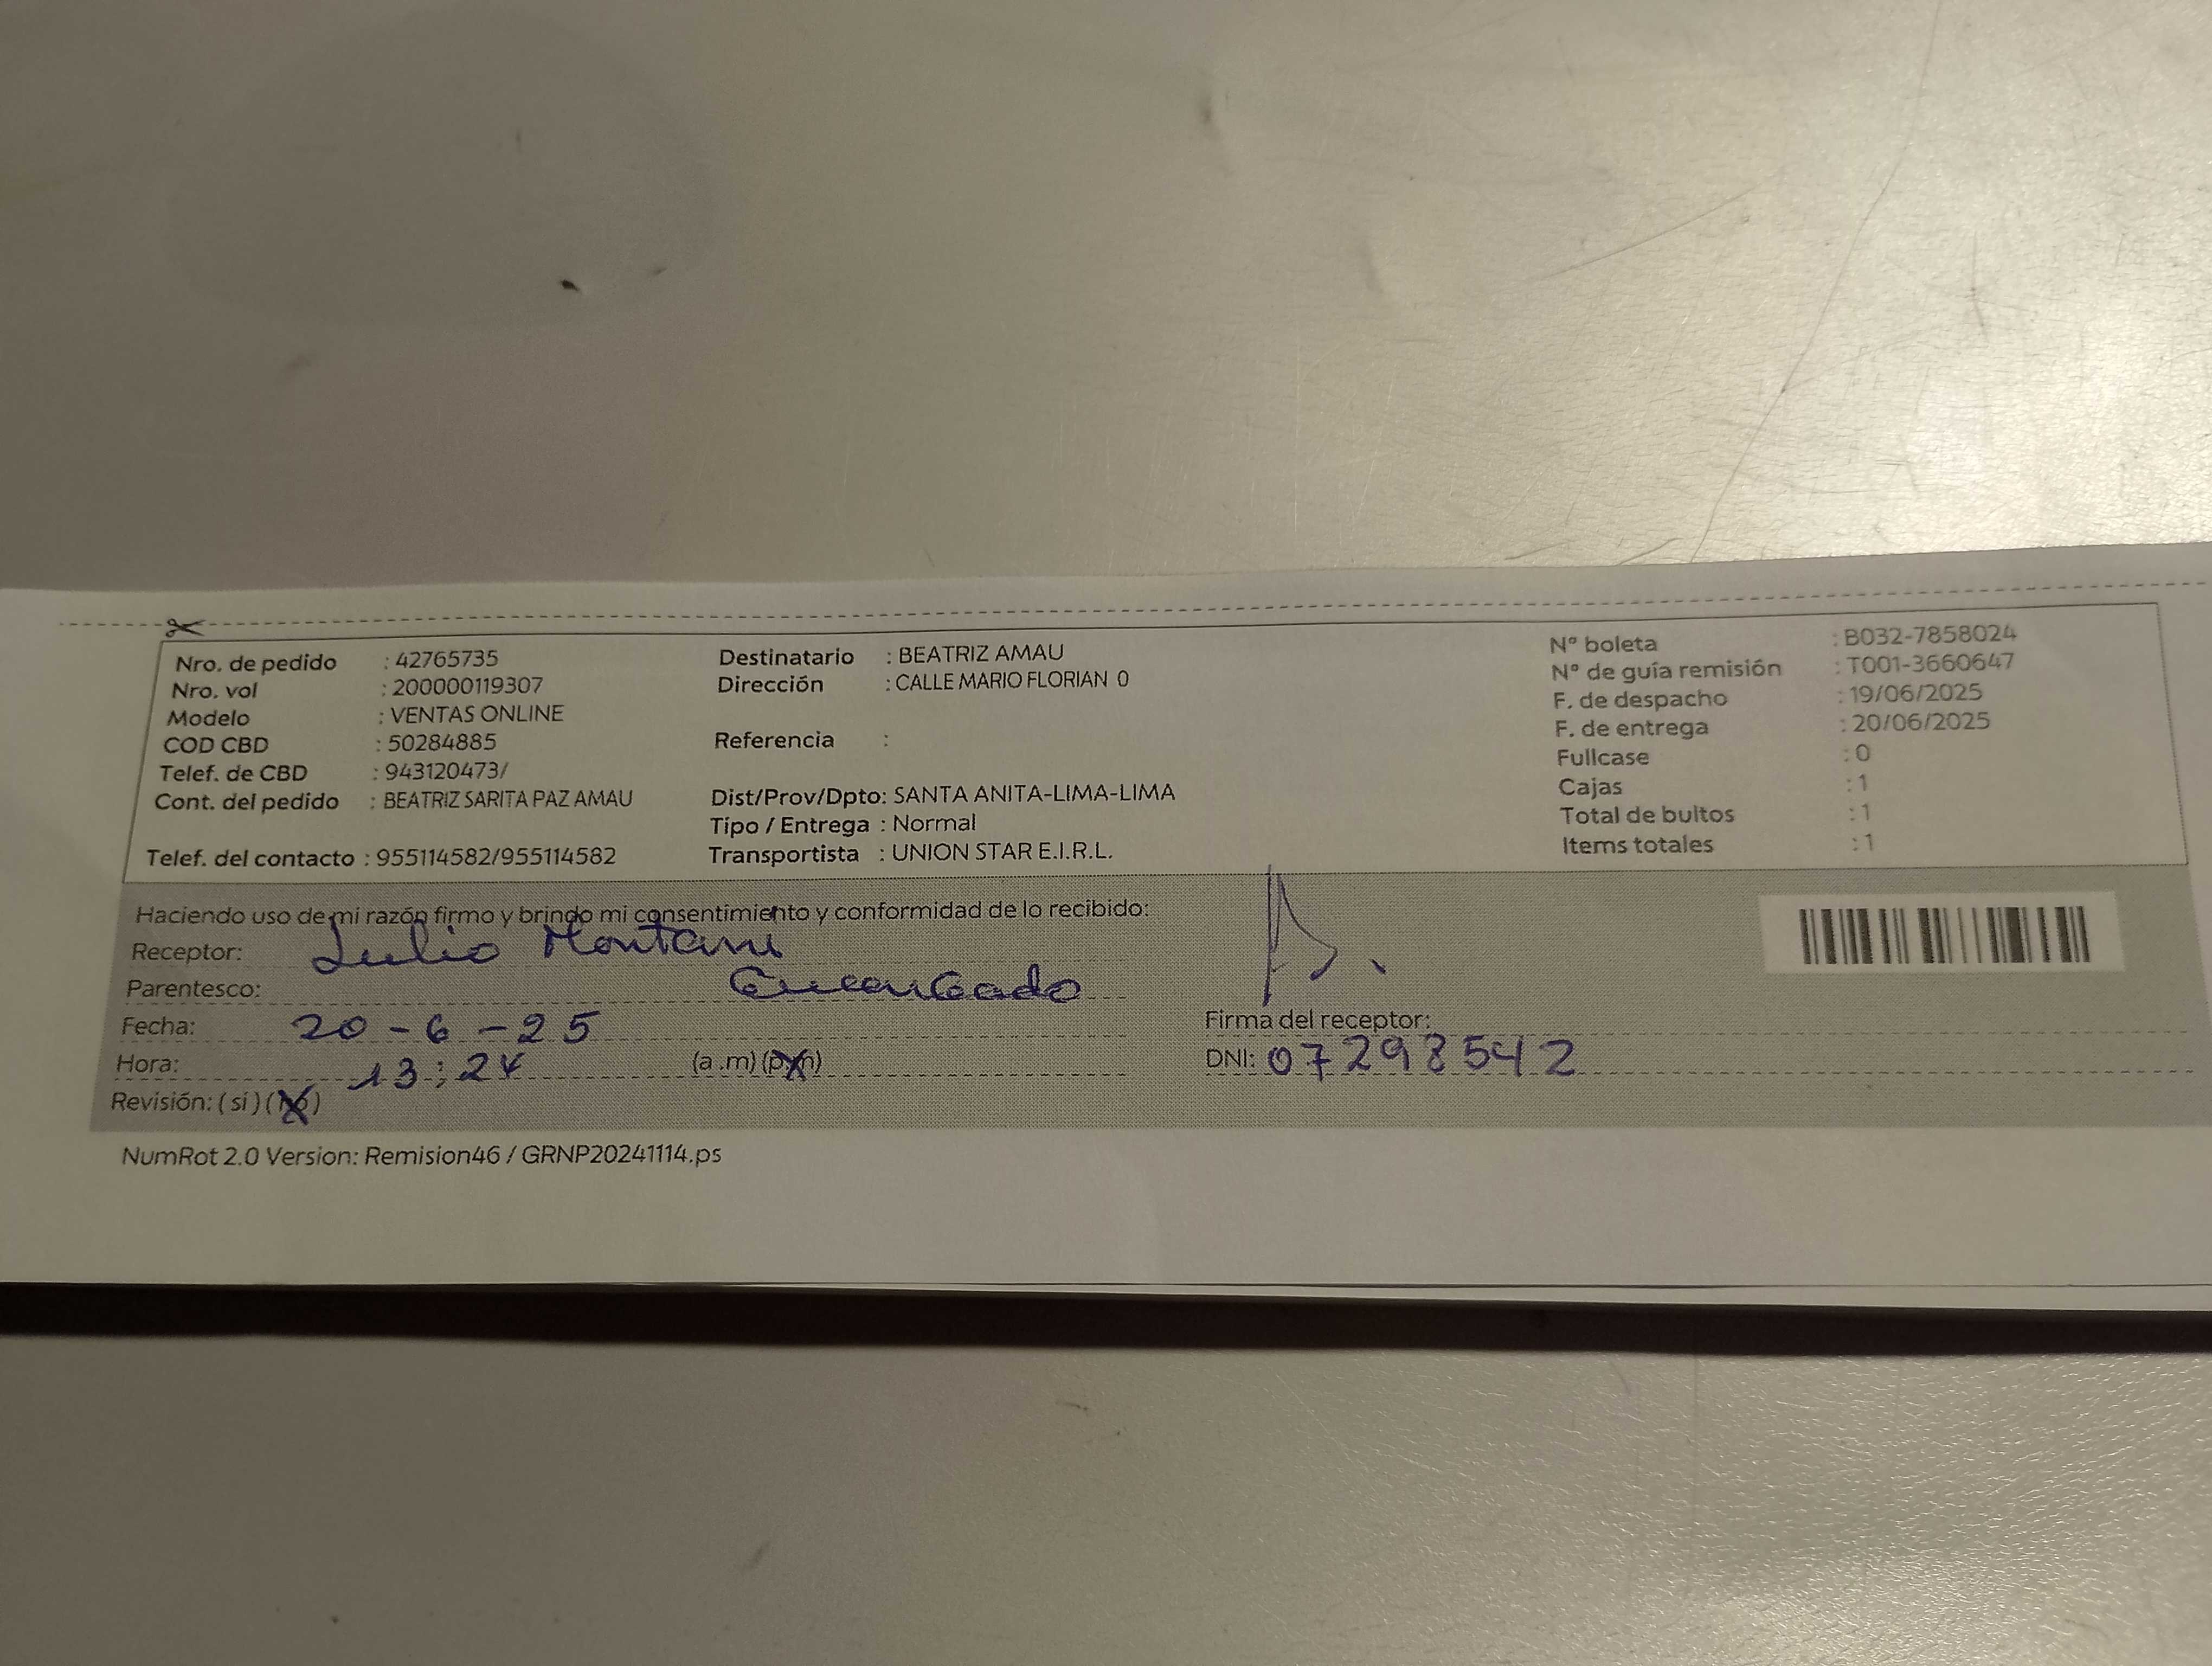 Nro. de pedido : 42765735
Nro. vol : 200000119307
Modelo : VENTAS ONLINE
COD CBD : 50284885
Telef. de CBD : 943120473/
Cont. del pedido : BEATRIZ SARITA PAZ AMAU
Telef. del contacto : 955114582/955114582
Destinatario : BEATRIZ AMAU
Dirección : CALLE MARIO FLORIAN 0
Referencia :
Dist/Prov/Dpto: SANTA ANITA-LIMA-LIMA
Tipo / Entrega : Normal
Transportista : UNION STAR E.I.R.L.
N° boleta : B032-7858024
N° de guía remisión : T001-3660647
F. de despacho : 19/06/2025
F. de entrega : 20/06/2025
Fullcase : 0
Cajas : 1
Total de bultos : 1
Items totales : 1
Haciendo uso de mi razón firmo y brindo mi consentimiento y conformidad de lo recibido:
Receptor: Julio
Parentesco: Encargado
Fecha: 20-6-25
Hora: 13:24 (a.m) (p.m)
Revisión: (si) (no)
Firma del receptor:
DNI: 07298542
NumRot 2.0 Version: Remision46 / GRNP20241114.ps